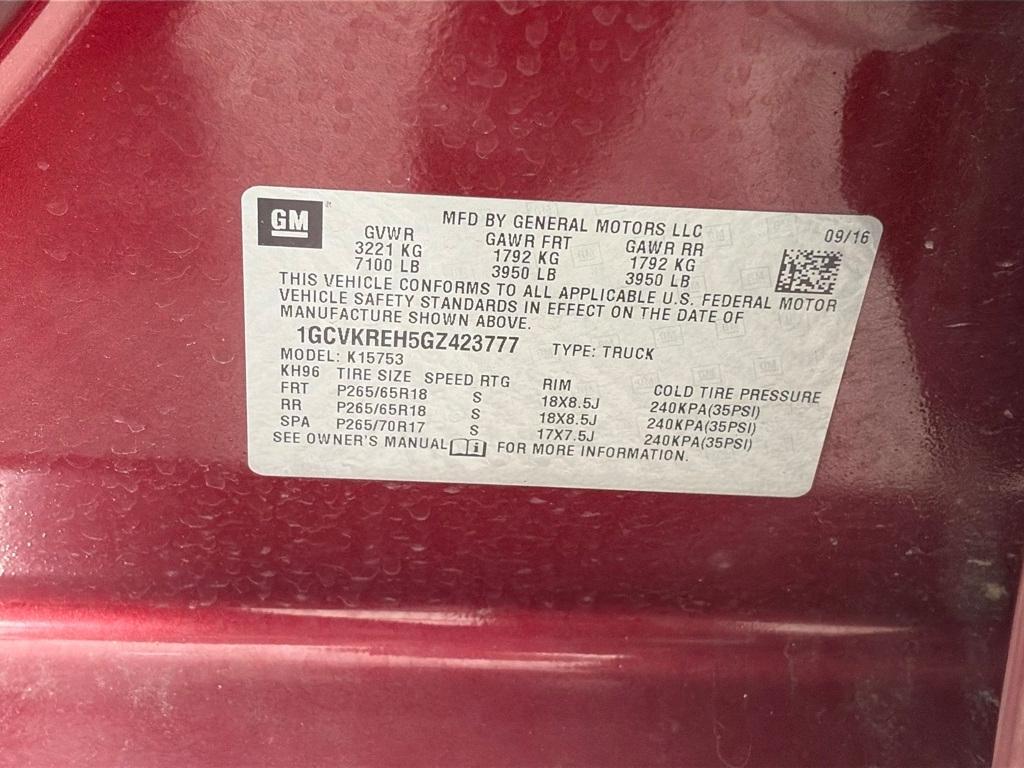 GM
MFD BY GENERAL MOTORS LLC 09/16
GVWR GAWR FRT GAWR RR
3221 KG 1792 KG 1792 KG
7100 LB 3950 LB 3950 LB
THIS VEHICLE CONFORMS TO ALL APPLICABLE U.S. FEDERAL MOTOR
VEHICLE SAFETY STANDARDS IN EFFECT ON THE DATE OF
MANUFACTURE SHOWN ABOVE.
1GCVKREH5GZ423777 TYPE: TRUCK
MODEL: K15753
KH96 TIRE SIZE SPEED RTG RIM COLD TIRE PRESSURE
FRT P265/65R18 S 18X8.5J 240KPA(35PSI)
RR P265/65R18 S 18X8.5J 240KPA(35PSI)
SPA P265/70R17 S 17X7.5J 240KPA(35PSI)
SEE OWNER'S MANUAL FOR MORE INFORMATION.